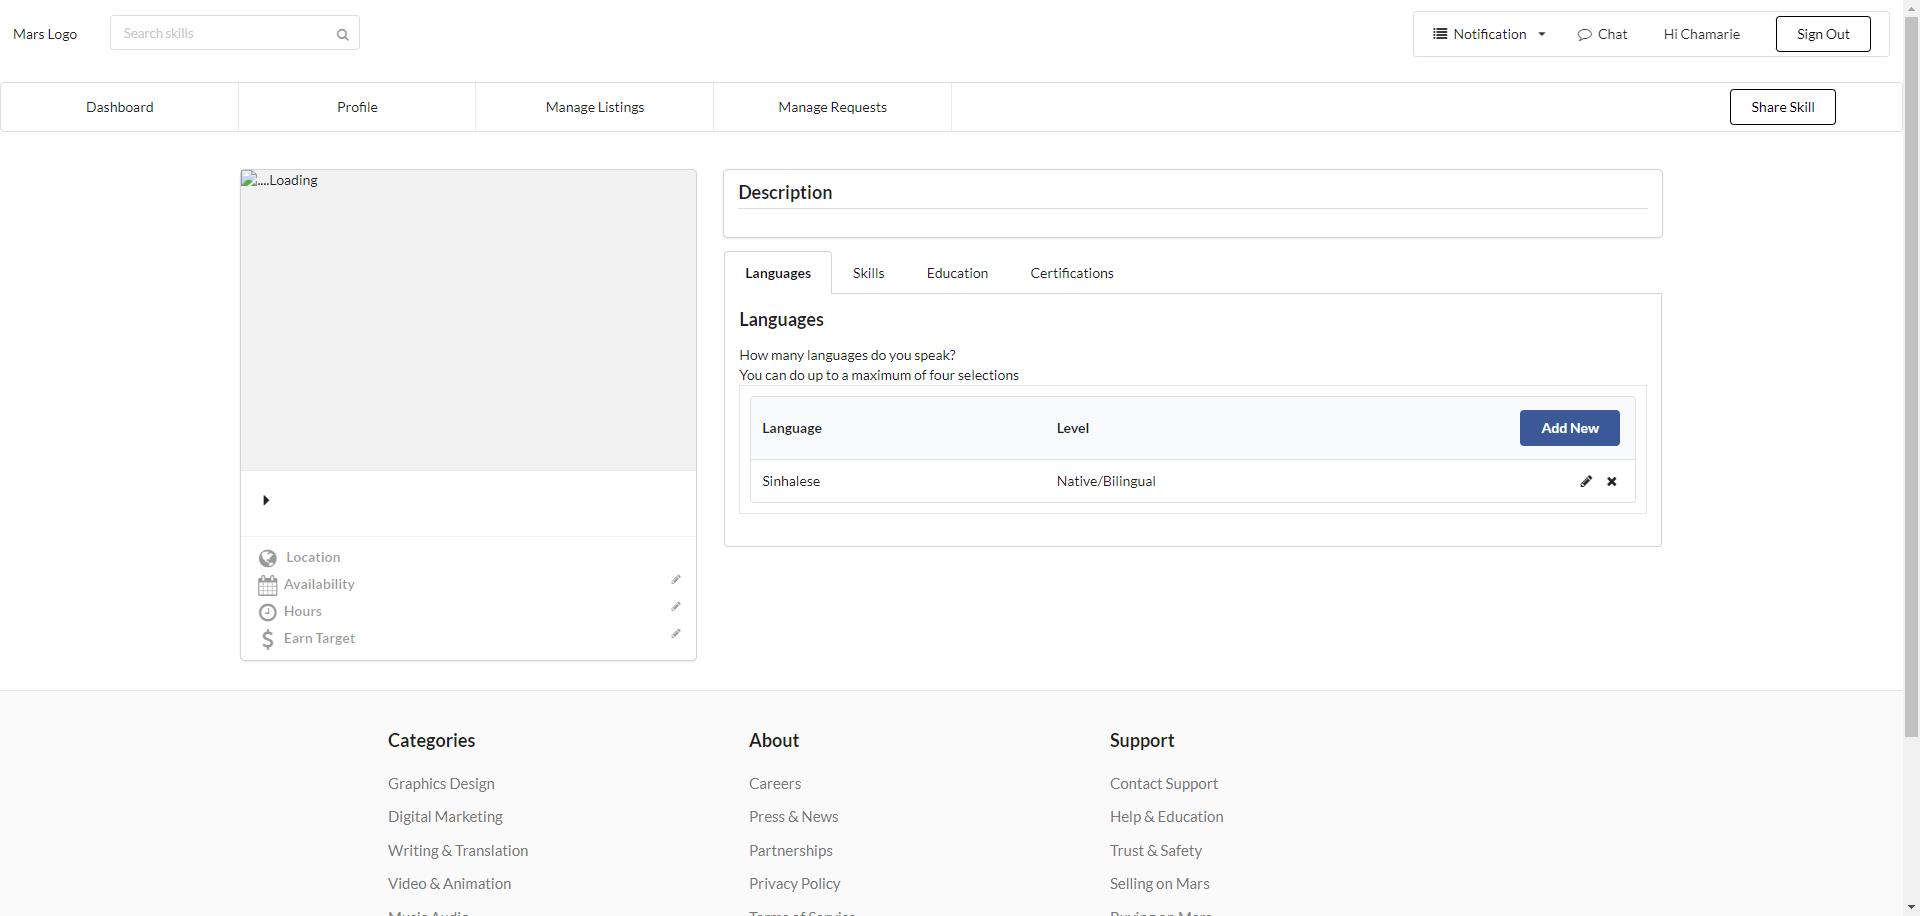 Mars Logo
Search skills
Notification
Chat
Hi Chamarie
Sign Out
Dashboard
Profile
Manage Listings
Manage Requests
Share Skill
....Loading
Location
Availability
Hours
Earn Target
Description
Languages
Skills
Education
Certifications
Languages
How many languages do you speak?
You can do up to a maximum of four selections
Language
Level
Add New
Sinhalese
Native/Bilingual
Categories
Graphics Design
Digital Marketing
Writing & Translation
Video & Animation
About
Careers
Press & News
Partnerships
Privacy Policy
Support
Contact Support
Help & Education
Trust & Safety
Selling on Mars